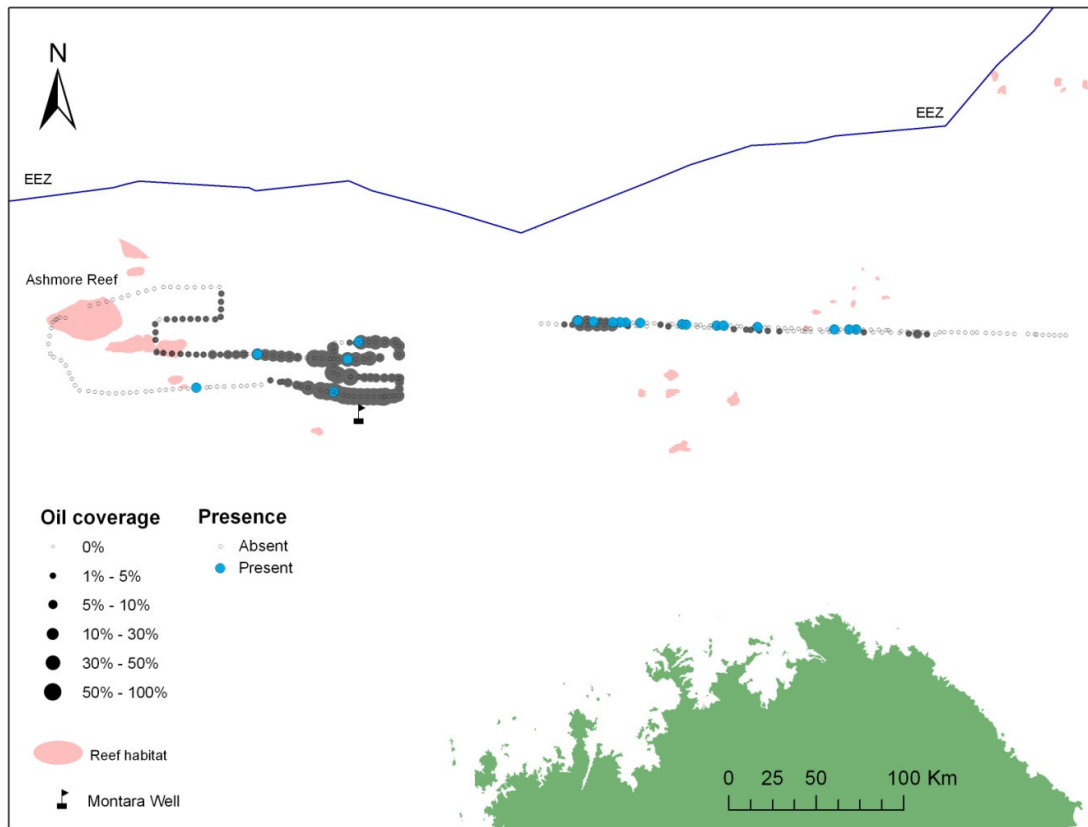 N
EEZ
EEZ
Ashmore Reef
Oil coverage
0%
1% - 5%
5% - 10%
10% - 30%
30% - 50%
50% - 100%
Presence
Absent
Present
Reef habitat
Montara Well
0 25 50 100 Km